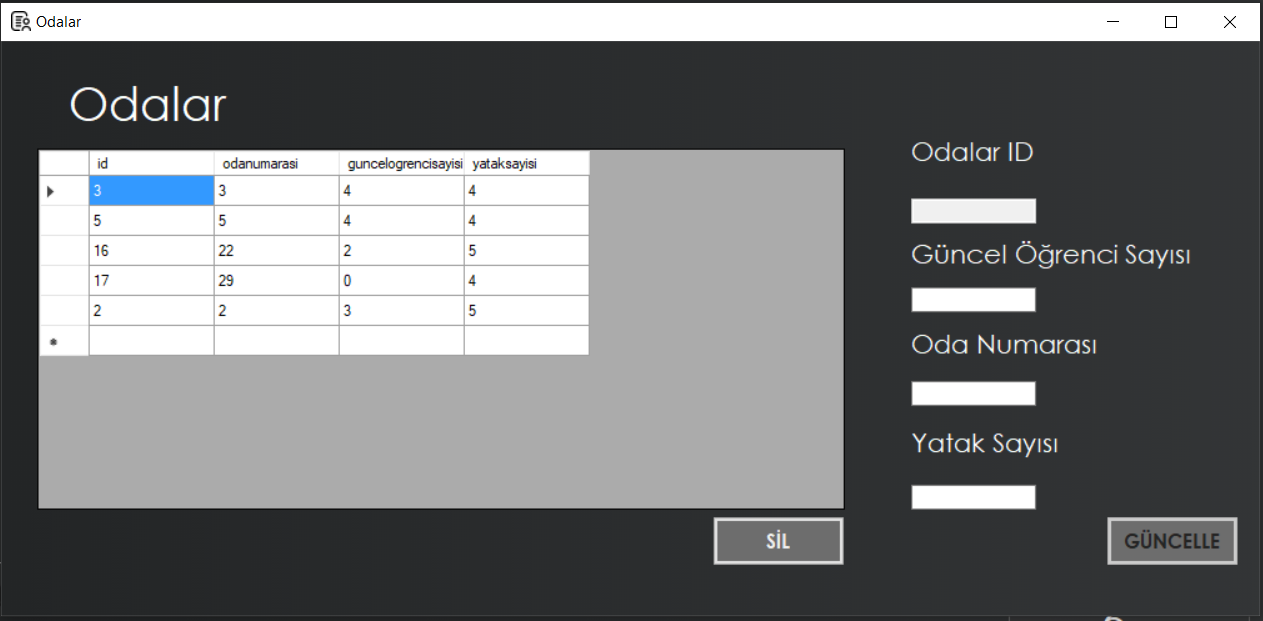 Odalar
Odalar
id odanumarasi guncelogrencisayisi yataksayisi
3 3 4 4
5 5 4 4
16 22 2 5
17 29 0 4
2 2 3 5
SİL
Odalar ID
Güncel Öğrenci Sayısı
Oda Numarası
Yatak Sayısı
GÜNCELLE